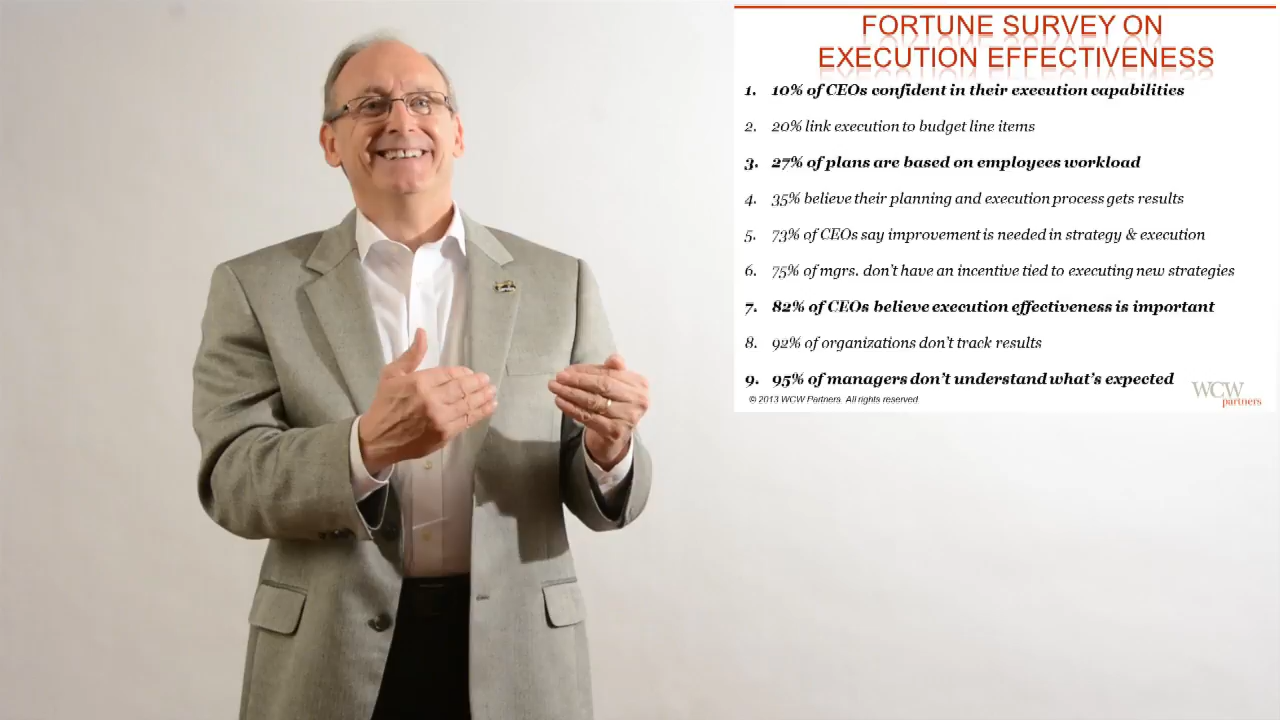 FORTUNE SURVEY ON
EXECUTION EFFECTIVENESS
1. 10% of CEOs confident in their execution capabilities
2. 20% link execution to budget line items
3. 27% of plans are based on employees workload
4. 35% believe their planning and execution process gets results
5. 73% of CEOs say improvement is needed in strategy & execution
6. 75% of mgrs. don't have an incentive tied to executing new strategies
7. 82% of CEOs believe execution effectiveness is important
8. 92% of organizations don't track results
9. 95% of managers don't understand what's expected
WCW
partners
© 2013 WCW Partners. All rights reserved.